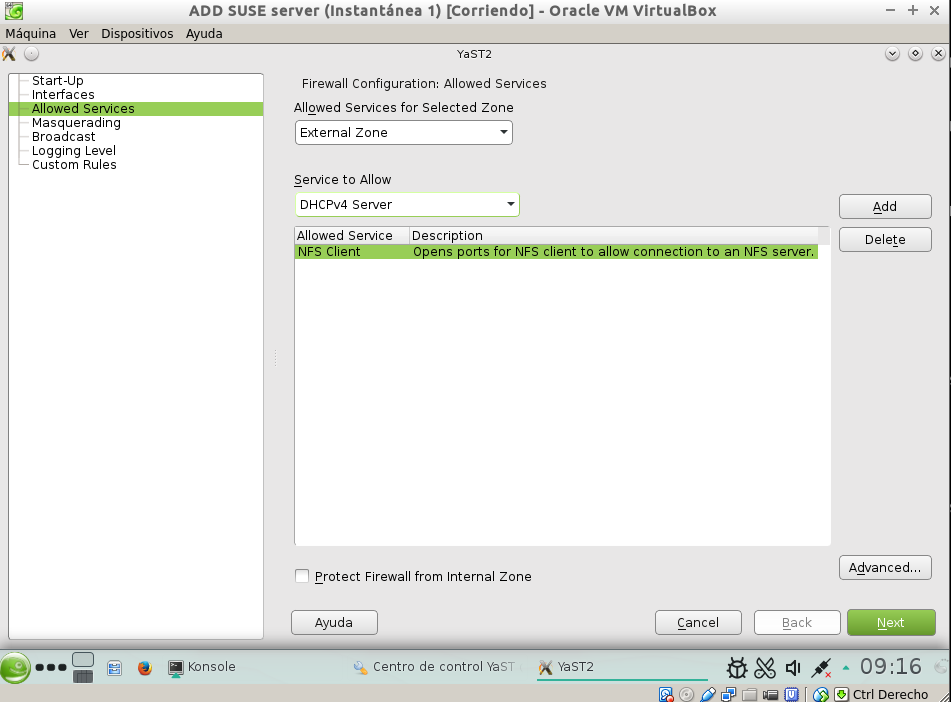 ADD SUSE server (Instantánea 1) [Corriendo] - Oracle VM VirtualBox
Máquina Ver Dispositivos Ayuda
YaST2
Start-Up
Interfaces
Allowed Services
Masquerading
Broadcast
Logging Level
Custom Rules
Firewall Configuration: Allowed Services
Allowed Services for Selected Zone
External Zone
Service to Allow
DHCPv4 Server
Add
Allowed Service Description
Delete
NFS Client Opens ports for NFS client to allow connection to an NFS server.
Advanced...
Protect Firewall from Internal Zone
Ayuda Cancel Back Next
Konsole Centro de control YaST YaST2 09:16
Ctrl Derecho